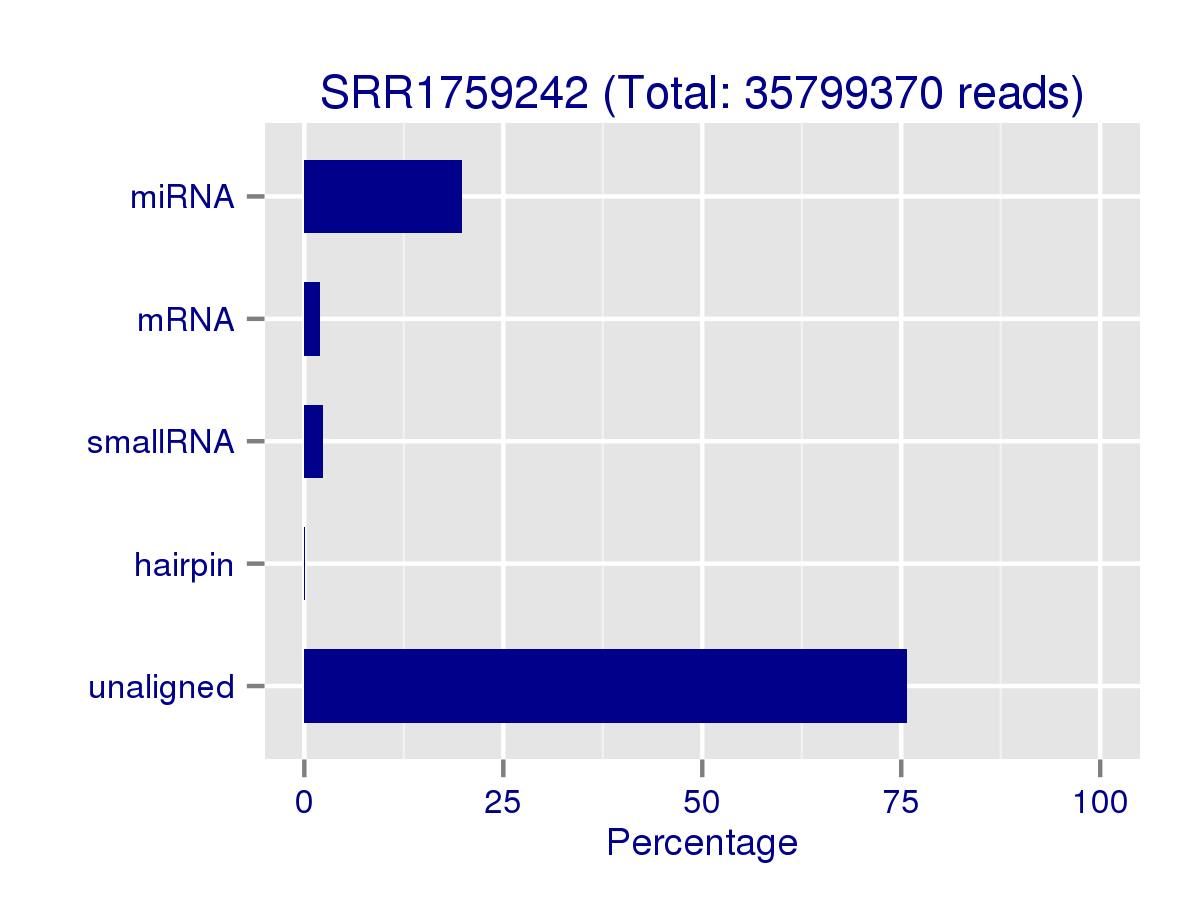 SRR1759242 (Total: 35799370 reads)
miRNA
mRNA
smallRNA
hairpin
unaligned
0 25 50 75 100
Percentage